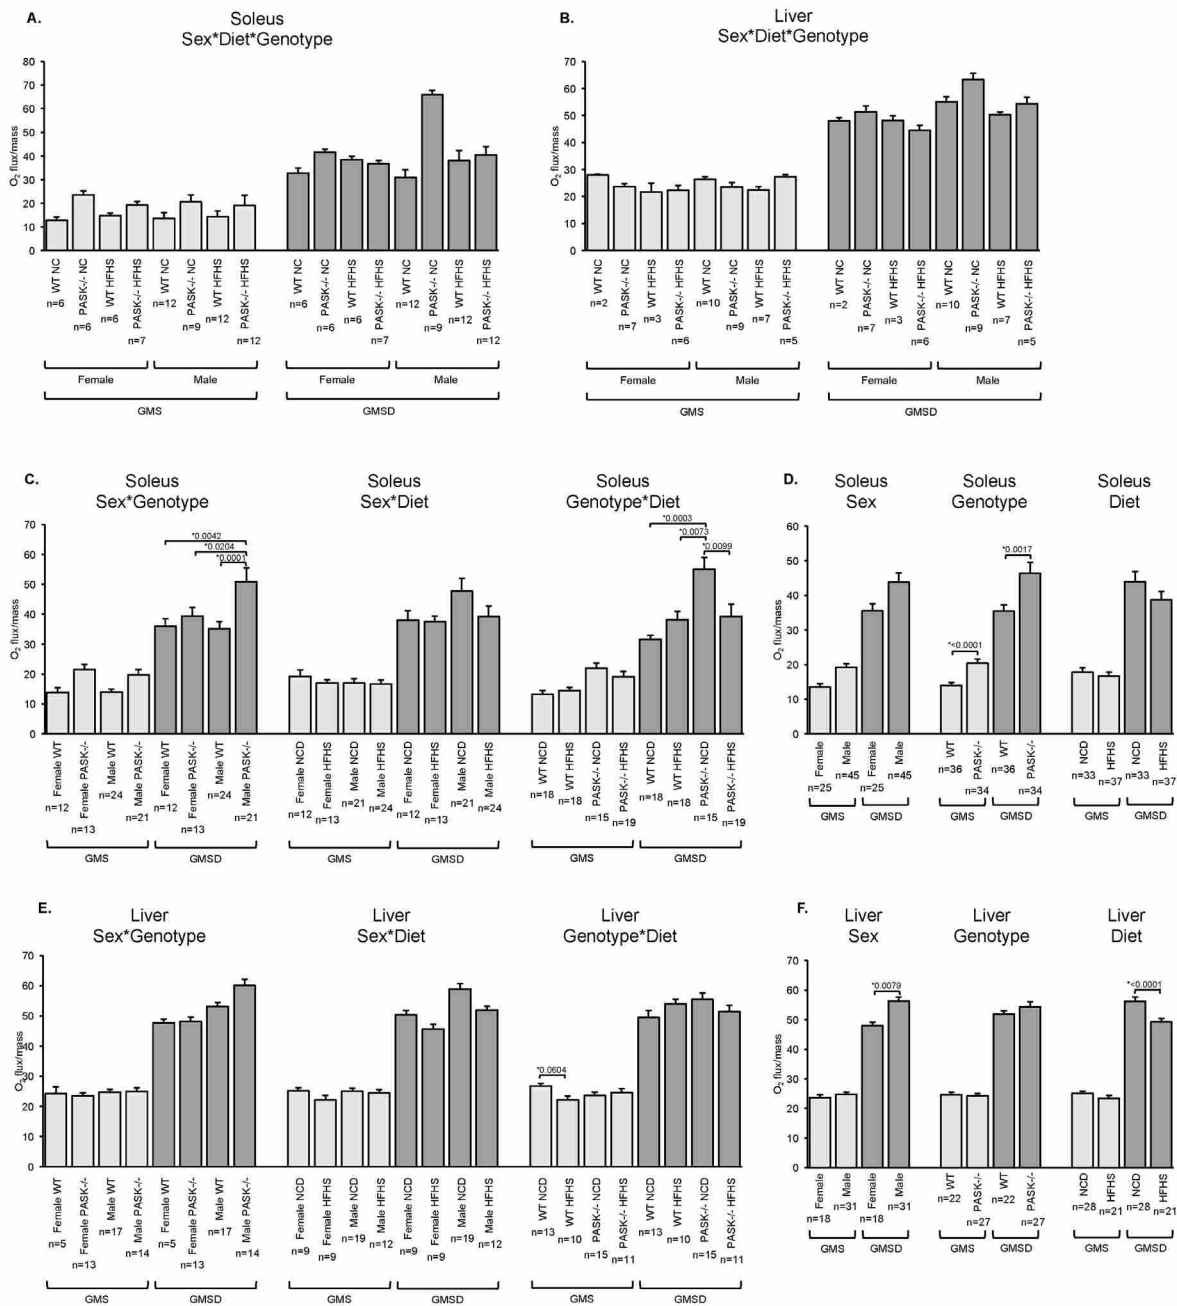 A.
Soleus
Sex*Diet*Genotype
O2 flux/mass
80
70
60
50
40
30
20
10
0
WT NC
PASK-/- NC
WT HFHS
PASK-/- HFHS
WT NC
PASK-/- NC
WT HFHS
PASK-/- HFHS
WT NC
PASK-/- NC
WT HFHS
PASK-/- HFHS
WT NC
PASK-/- NC
WT HFHS
PASK-/- HFHS
n=6 n=6 n=6 n=7 n=12 n=9 n=12 n=12 n=6 n=6 n=6 n=7 n=12 n=9 n=12 n=12
Female Male Female Male
GMS GMSD
B.
Liver
Sex*Diet*Genotype
O2 flux/mass
70
60
50
40
30
20
10
0
WT NC
PASK-/- NC
WT HFHS
PASK-/- HFHS
WT NC
PASK-/- NC
WT HFHS
PASK-/- HFHS
WT NC
PASK-/- NC
WT HFHS
PASK-/- HFHS
WT NC
PASK-/- NC
WT HFHS
PASK-/- HFHS
n=2 n=7 n=3 n=6 n=10 n=9 n=7 n=5 n=2 n=7 n=3 n=6 n=10 n=9 n=7 n=5
Female Male Female Male
GMS GMSD
C.
Soleus
Sex*Genotype
O2 flux/mass
70
60
50
40
30
20
10
0
*0.0042
*0.0204
*0.0001
Female WT
Female PASK-/-
Male WT
Male PASK-/-
Female WT
Female PASK-/-
Male WT
Male PASK-/-
n=12 n=13 n=24 n=21 n=12 n=13 n=24 n=21
GMS GMSD
Soleus
Sex*Diet
Female NCD
Female HFHS
Male NCD
Male HFHS
Female NCD
Female HFHS
Male NCD
Male HFHS
n=12 n=13 n=21 n=24 n=12 n=13 n=21 n=24
GMS GMSD
Soleus
Genotype*Diet
*0.0003
*0.0073
*0.0099
WT NCD
WT HFHS
PASK-/- NCD
PASK-/- HFHS
WT NCD
WT HFHS
PASK-/- NCD
PASK-/- HFHS
n=18 n=18 n=15 n=19 n=18 n=18 n=15 n=19
GMS GMSD
D.
Soleus
Sex
O2 flux/mass
60
50
40
30
20
10
0
Female
Male
Female
Male
n=25 n=45 n=25 n=45
GMS GMSD
Soleus
Genotype
*<0.0001
*0.0017
WT
PASK-/-
WT
PASK-/-
n=36 n=34 n=36 n=34
GMS GMSD
Soleus
Diet
NCD
HFHS
NCD
HFHS
n=33 n=37 n=33 n=37
GMS GMSD
E.
Liver
Sex*Genotype
O2 flux/mass
70
60
50
40
30
20
10
0
Female WT
Female PASK-/-
Male WT
Male PASK-/-
Female WT
Female PASK-/-
Male WT
Male PASK-/-
n=5 n=13 n=17 n=14 n=5 n=13 n=17 n=14
GMS GMSD
Liver
Sex*Diet
Female NCD
Female HFHS
Male NCD
Male HFHS
Female NCD
Female HFHS
Male NCD
Male HFHS
n=9 n=9 n=19 n=12 n=9 n=9 n=19 n=12
GMS GMSD
Liver
Genotype*Diet
*0.0604
WT NCD
WT HFHS
PASK-/- NCD
PASK-/- HFHS
WT NCD
WT HFHS
PASK-/- NCD
PASK-/- HFHS
n=13 n=10 n=15 n=11 n=13 n=10 n=15 n=11
GMS GMSD
F.
Liver
Sex
O2 flux/mass
70
60
50
40
30
20
10
0
*0.0079
Female
Male
Female
Male
n=18 n=31 n=18 n=31
GMS GMSD
Liver
Genotype
WT
PASK-/-
WT
PASK-/-
n=22 n=27 n=22 n=27
GMS GMSD
Liver
Diet
*<0.0001
NCD
HFHS
NCD
HFHS
n=28 n=21 n=28 n=21
GMS GMSD